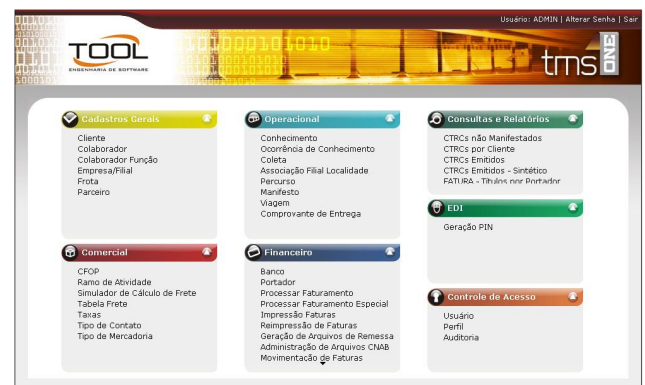 Usuário: ADMIN | Alterar Senha | Sair
TOOL
ENGENHARIA DE SOFTWARE
tms ONE
Cadastros Gerais
Cliente
Colaborador
Colaborador Função
Empresa/Filial
Frota
Parceiro
Operacional
Conhecimento
Ocorrência de Conhecimento
Coleta
Associação Filial Localidade
Percurso
Manifesto
Viagem
Comprovante de Entrega
Consultas e Relatórios
CTRCs não Manifestados
CTRCs por Cliente
CTRCs Emitidos
CTRCs Emitidos - Sintético
FATURA - Títulos por Portador
EDI
Geração PIN
Comercial
CFOP
Ramo de Atividade
Simulador de Cálculo de Frete
Tabela Frete
Taxas
Tipo de Contato
Tipo de Mercadoria
Financeiro
Banco
Portador
Processar Faturamento
Processar Faturamento Especial
Impressão Faturas
Reimpressão de Faturas
Geração de Arquivos de Remessa
Administração de Arquivos CNAB
Movimentação de Faturas
Controle de Acesso
Usuário
Perfil
Auditoria